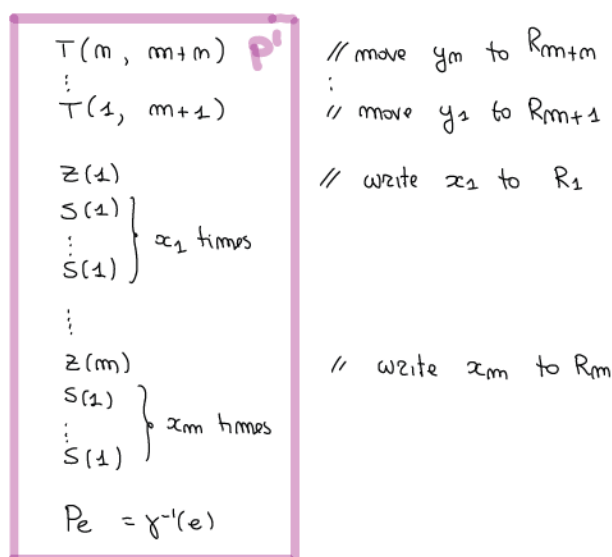 T(n, m+n) P' // move yn to Rm+n
⋮ ⋮
T(1, m+1) // move y1 to Rm+1
Z(1) // write x1 to R1
S(1)
⋮ } x1 times
S(1)
⋮
Z(m) // write xm to Rm
S(1)
⋮ } xm times
S(1)
Pe = γ⁻¹(e)